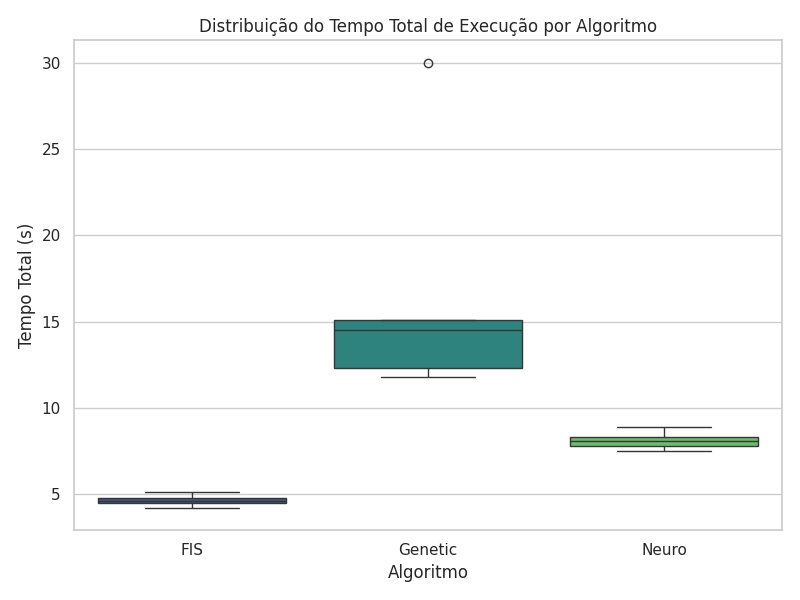 Distribuição do Tempo Total de Execução por Algoritmo
Tempo Total (s)
30
25
20
15
10
5
FIS
Genetic
Neuro
Algoritmo